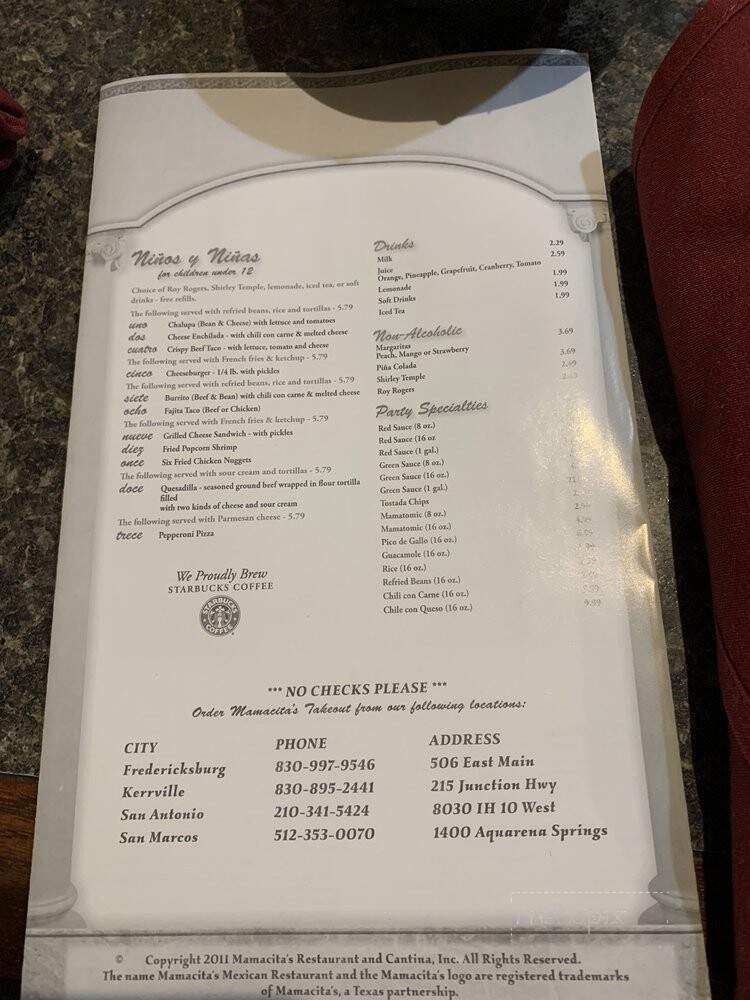 Niños y Niñas
for children under 12
Choice of Roy Rogers, Shirley Temple, lemonade, iced tea, or soft
drinks - free refills.
The following served with refried beans, rice and tortillas - 5.79
uno Chalupa (Bean & Cheese) with lettuce and tomatoes
dos Cheese Enchilada - with chili con carne & melted cheese
cuatro Crispy Beef Taco - with lettuce, tomato and cheese
The following served with French fries & ketchup - 5.79
cinco Cheeseburger - 1/4 lb. with pickles
The following served with refried beans, rice and tortillas - 5.79
siete Burrito (Beef & Bean) with chili con carne & melted cheese
ocho Fajita Taco (Beef or Chicken)
The following served with French fries & ketchup - 5.79
nueve Grilled Cheese Sandwich - with pickles
diez Fried Popcorn Shrimp
once Six Fried Chicken Nuggets
The following served with sour cream and tortillas - 5.79
doce Quesadilla - seasoned ground beef wrapped in flour tortilla
filled
with two kinds of cheese and sour cream
The following served with Parmesan cheese - 5.79
trece Pepperoni Pizza
We Proudly Brew
STARBUCKS COFFEE
STARBUCKS
COFFEE
Drinks
Milk 2.29
Juice 2.59
Orange, Pineapple, Grapefruit, Cranberry, Tomato
Lemonade 1.99
Soft Drinks 1.99
Iced Tea 1.99
Non-Alcoholic
Margaritas 3.69
Peach, Mango or Strawberry
Piña Colada 3.69
Shirley Temple
Roy Rogers
Party Specialties
Red Sauce (8 oz.)
Red Sauce (16 oz
Red Sauce (1 gal.)
Green Sauce (8 oz.)
Green Sauce (16 oz.)
Green Sauce (1 gal.)
Tostada Chips
Mamatomic (8 oz.)
Mamatomic (16 oz.)
Pico de Gallo (16 oz.)
Guacamole (16 oz.)
Rice (16 oz.)
Refried Beans (16 oz.)
Chili con Carne (16 oz.)
Chile con Queso (16 oz.) 9.99
*** NO CHECKS PLEASE ***
Order Mamacita's Takeout from our following locations:
CITY PHONE ADDRESS
Fredericksburg 830-997-9546 506 East Main
Kerrville 830-895-2441 215 Junction Hwy
San Antonio 210-341-5424 8030 IH 10 West
San Marcos 512-353-0070 1400 Aquarena Springs
© Copyright 2011 Mamacita's Restaurant and Cantina, Inc. All Rights Reserved.
The name Mamacita's Mexican Restaurant and the Mamacita's logo are registered trademarks
of Mamacita's, a Texas partnership.